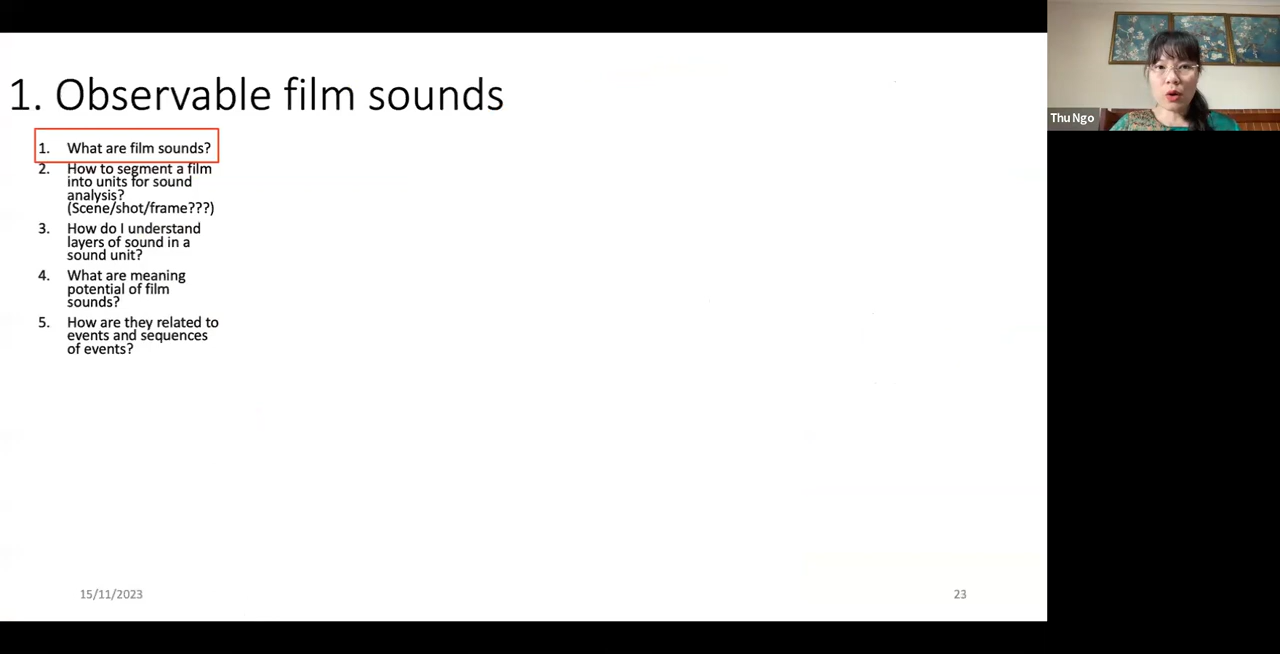 1. Observable film sounds
1. What are film sounds?
2. How to segment a film
into units for sound
analysis?
(Scene/shot/frame???)
3. How do I understand
layers of sound in a
sound unit?
4. What are meaning
potential of film
sounds?
5. How are they related to
events and sequences
of events?
15/11/2023
23
Thu Ngo